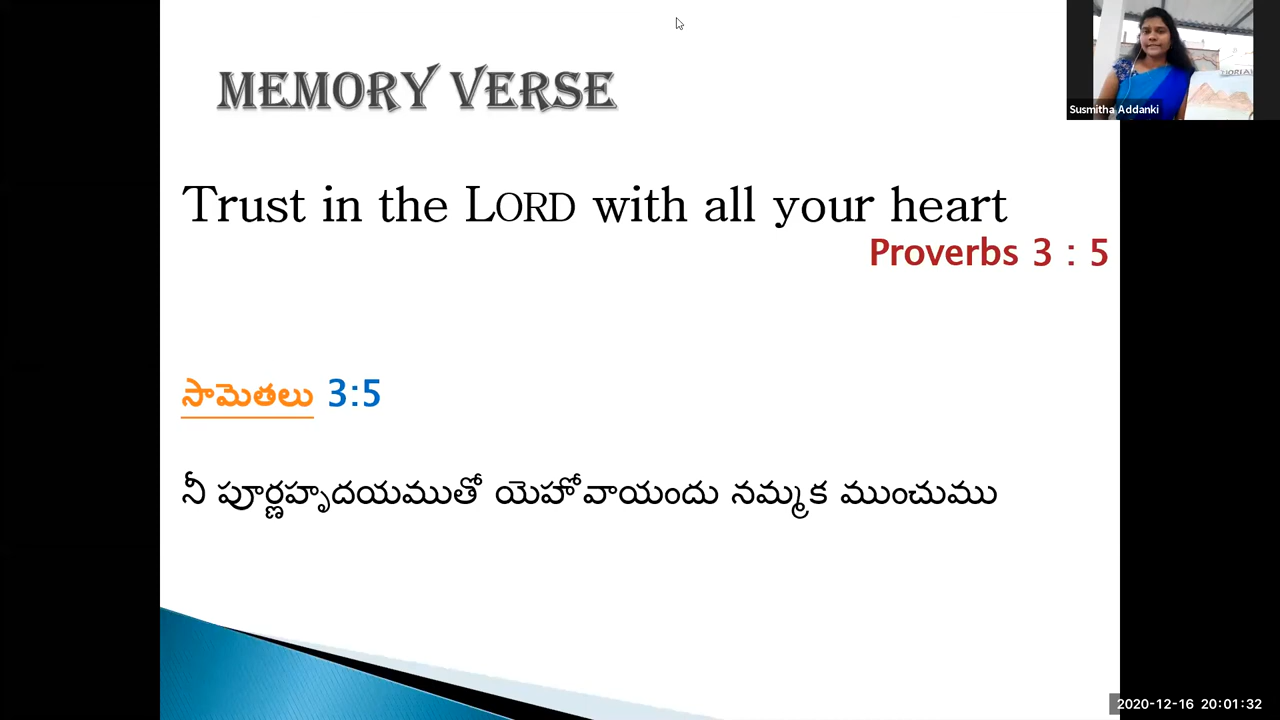 MEMORY VERSE
Trust in the LORD with all your heart
Proverbs 3 : 5
సామెతలు 3:5
నీ పూర్ణహృదయముతో యెహోవాయందు నమ్మక ముంచుము
Susmitha Addanki
2020-12-16 20:01:32